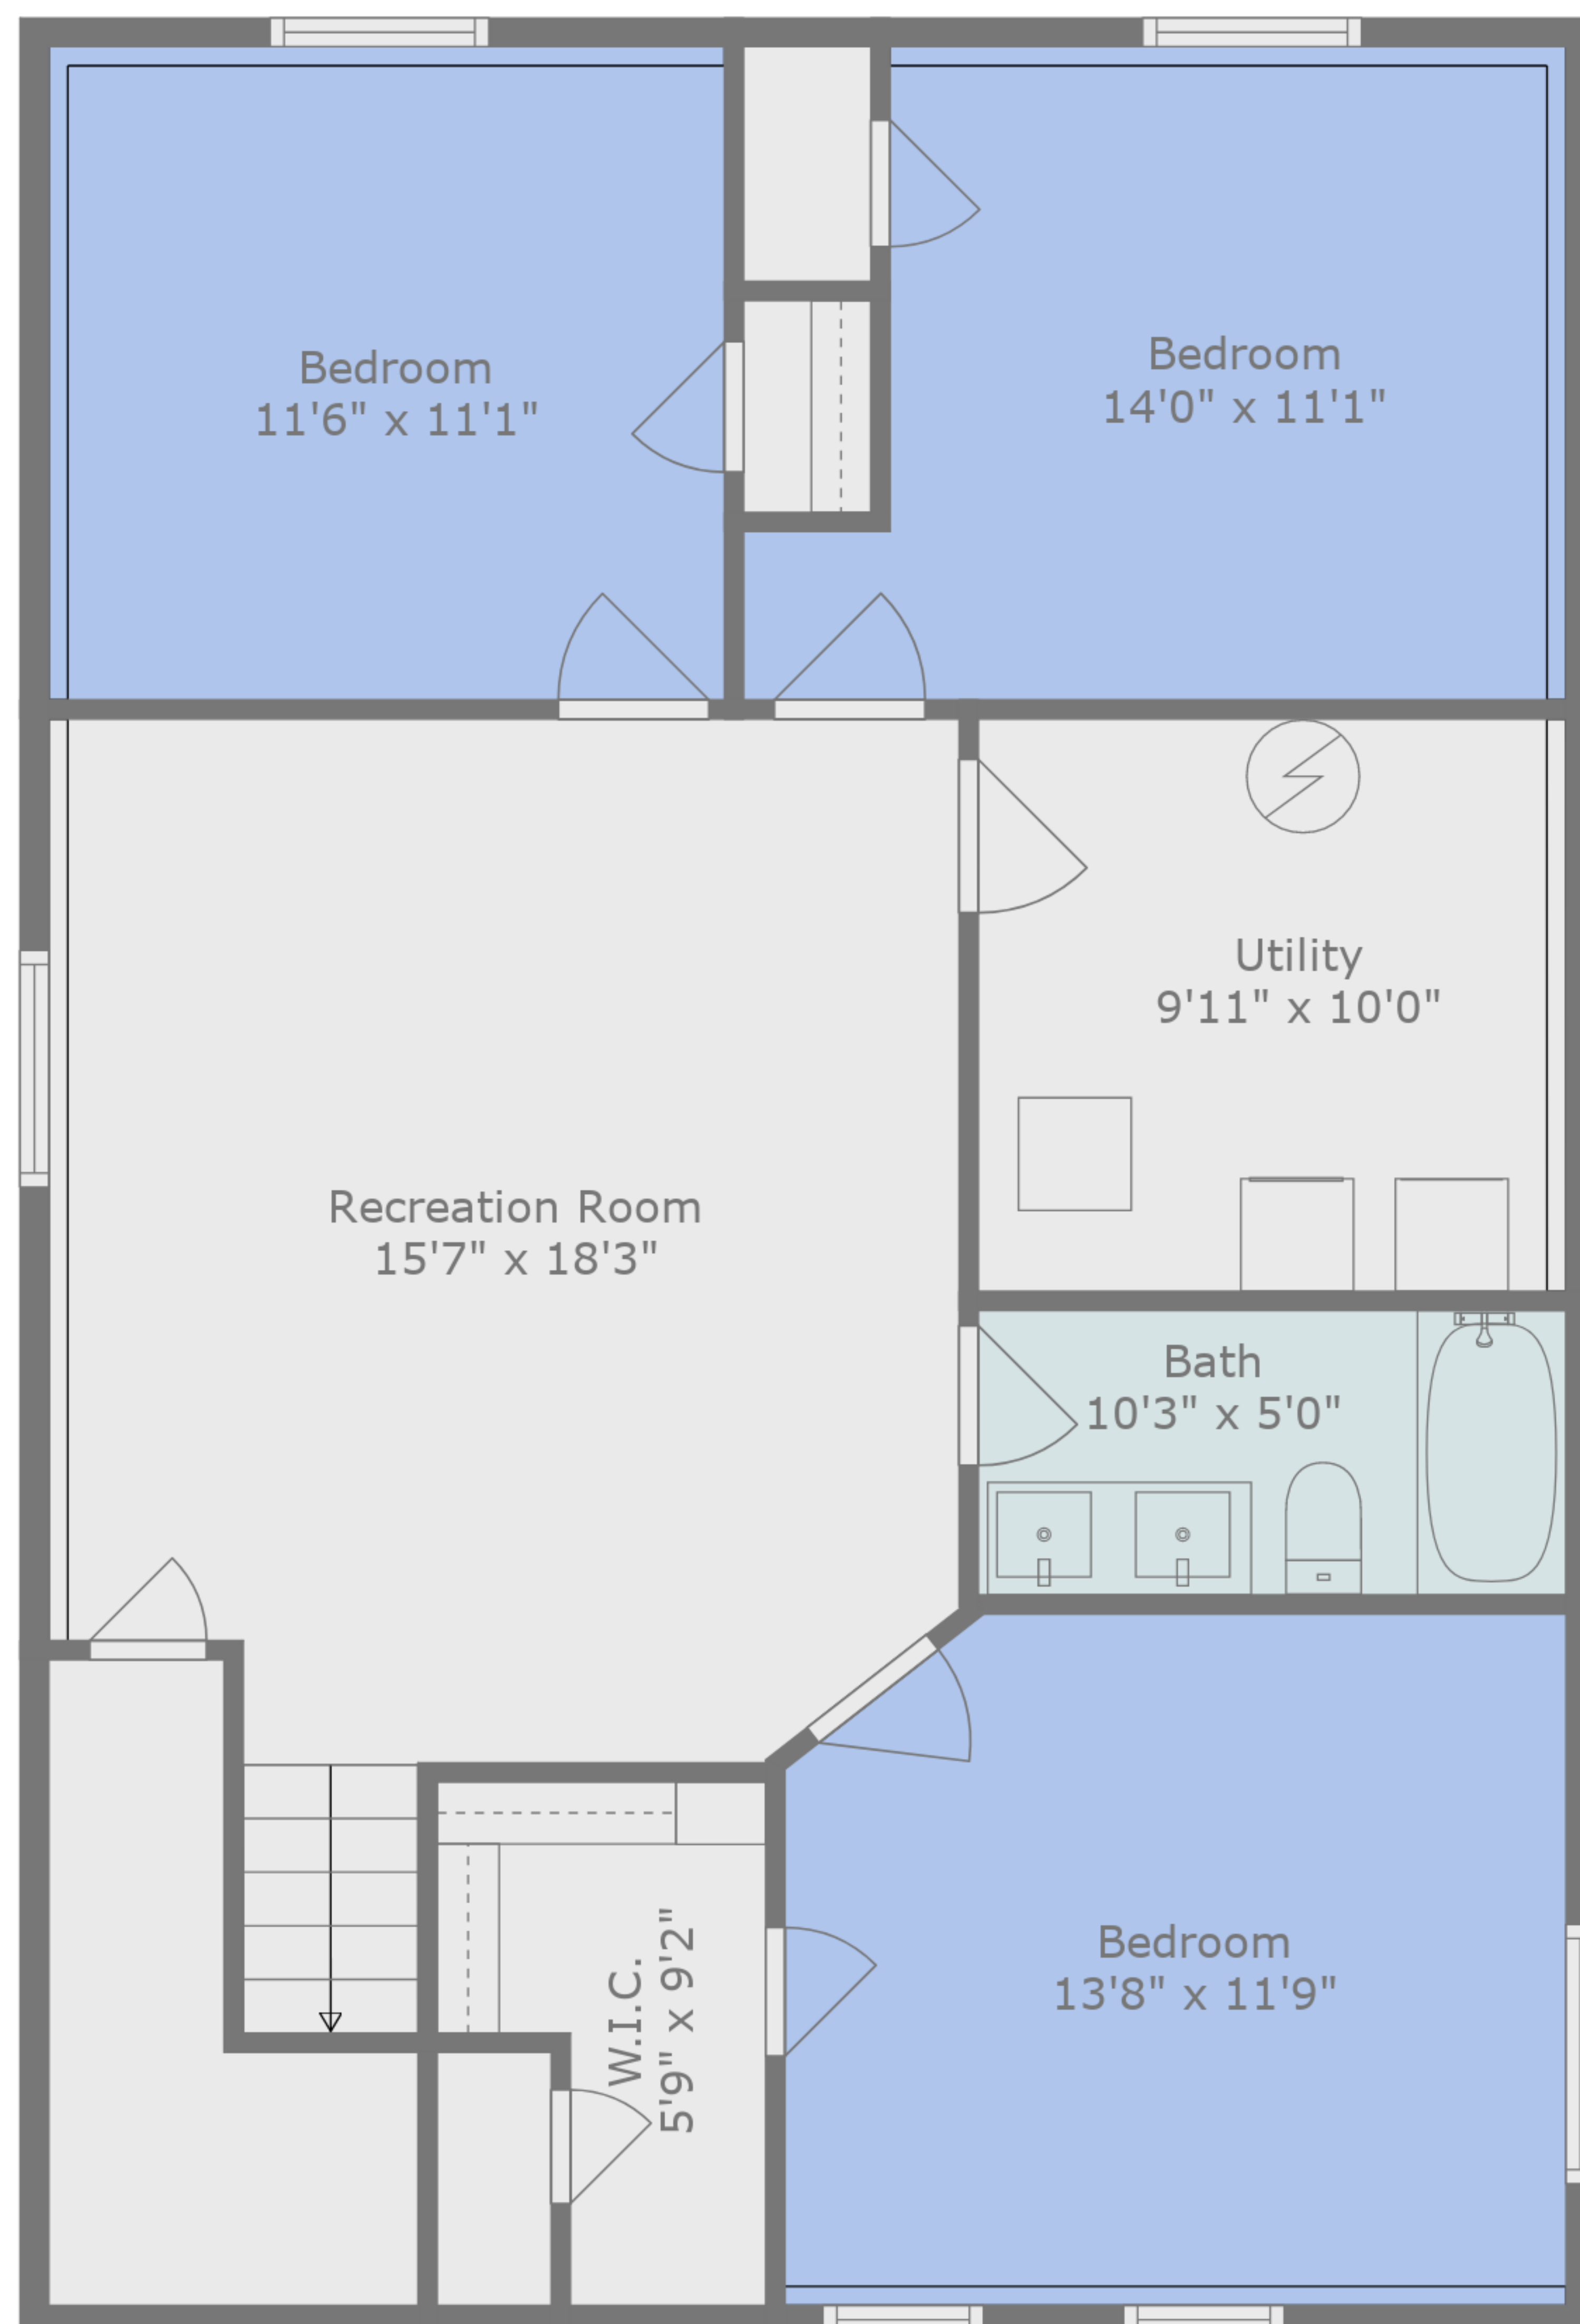 Bedroom
11'6" x 11'1"
Bedroom
14'0" x 11'1"
Utility
9'11" x 10'0"
Recreation Room
15'7" x 18'3"
Bath
10'3" x 5'0"
W.I.C.
5'9" x 9'2"
Bedroom
13'8" x 11'9"